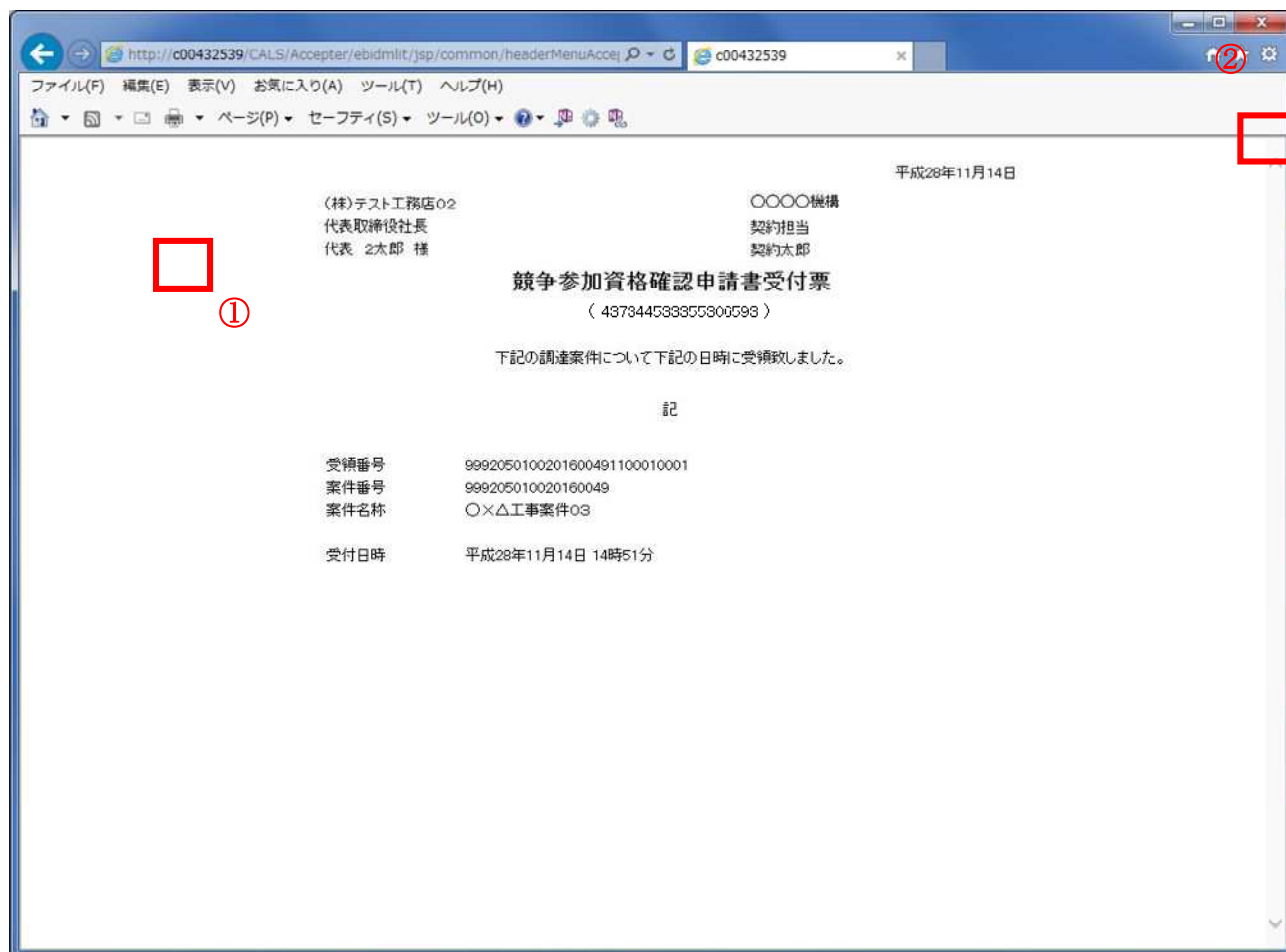 http://c00432539/CALS/Accepter/ebidmlit/jsp/common/headerMenuAccep
c00432539
②
ファイル(F) 編集(E) 表示(V) お気に入り(A) ツール(T) ヘルプ(H)
ページ(P) セーフティ(S) ツール(O)
平成28年11月14日
(株)テスト工務店02
〇〇〇〇機構
代表取締役社長
契約担当
代表 2太郎 様
契約太郎
競争参加資格確認申請書受付票
①
( 437344533355300593 )
下記の調達案件について下記の日時に受領致しました。
記
受領番号 9992050100201600491100010001
案件番号 999205010020160049
案件名称 〇×△工事案件03
受付日時 平成28年11月14日 14時51分